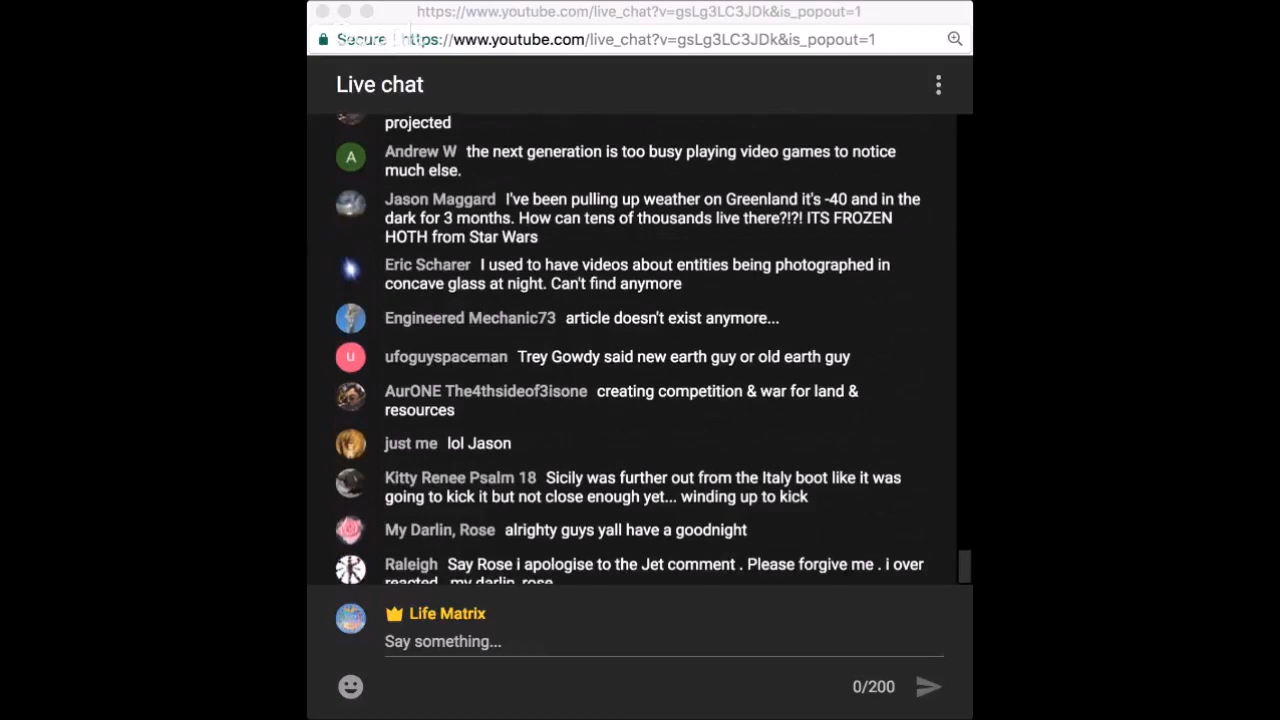 https://www.youtube.com/live_chat?v=gsLg3LC3JDk&is_popout=1
Secure https://www.youtube.com/live_chat?v=gsLg3LC3JDk&is_popout=1
Live chat
projected
A Andrew W the next generation is too busy playing video games to notice
much else.
Jason Maggard I've been pulling up weather on Greenland it's -40 and in the
dark for 3 months. How can tens of thousands live there?!?! ITS FROZEN
HOTH from Star Wars
Eric Scharer I used to have videos about entities being photographed in
concave glass at night. Can't find anymore
Engineered Mechanic73 article doesn't exist anymore...
u ufoguyspaceman Trey Gowdy said new earth guy or old earth guy
AurONE The4thsideof3isone creating competition & war for land &
resources
just me lol Jason
Kitty Renee Psalm 18 Sicily was further out from the Italy boot like it was
going to kick it but not close enough yet... winding up to kick
My Darlin, Rose alrighty guys yall have a goodnight
Raleigh Say Rose i apologise to the Jet comment . Please forgive me . i over
reacted my darlin rose
Life Matrix
Say something...
0/200